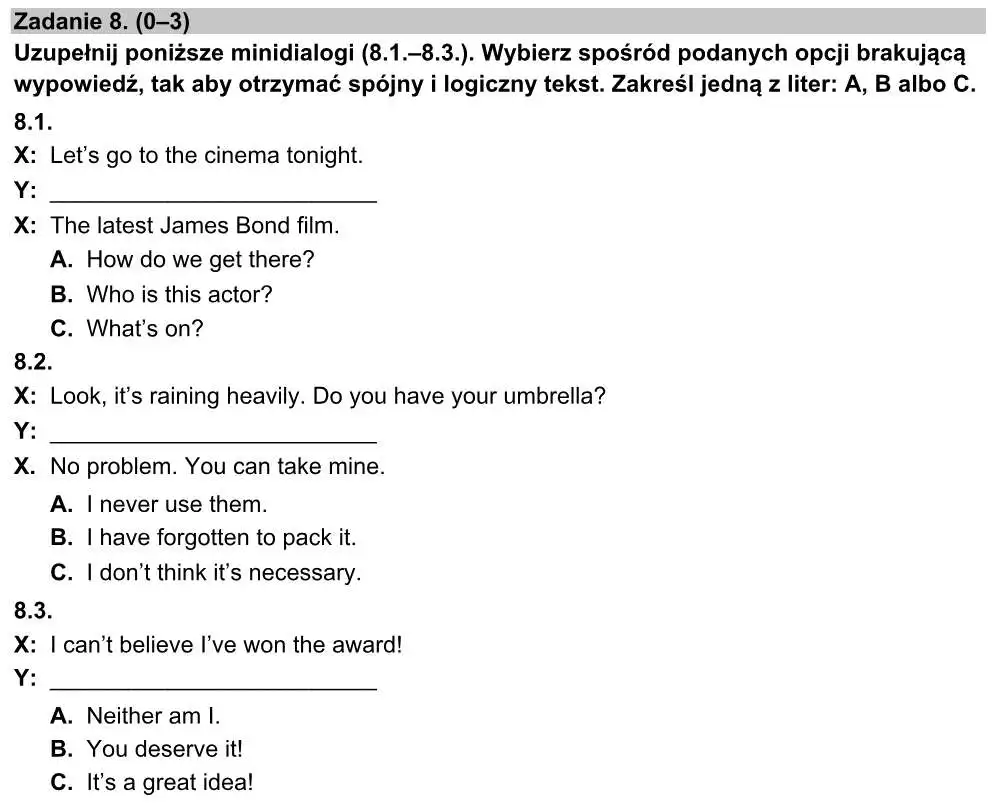 Zadanie 8. (0–3)
Uzupełnij poniższe minidialogi (8.1.–8.3.). Wybierz spośród podanych opcji brakującą
wypowiedź, tak aby otrzymać spójny i logiczny tekst. Zakreśl jedną z liter: A, B albo C.
8.1.
X: Let’s go to the cinema tonight.
Y: ____________________________
X: The latest James Bond film.
A. How do we get there?
B. Who is this actor?
C. What’s on?
8.2.
X: Look, it’s raining heavily. Do you have your umbrella?
Y: ____________________________
X. No problem. You can take mine.
A. I never use them.
B. I have forgotten to pack it.
C. I don’t think it’s necessary.
8.3.
X: I can’t believe I’ve won the award!
Y: ____________________________
A. Neither am I.
B. You deserve it!
C. It’s a great idea!